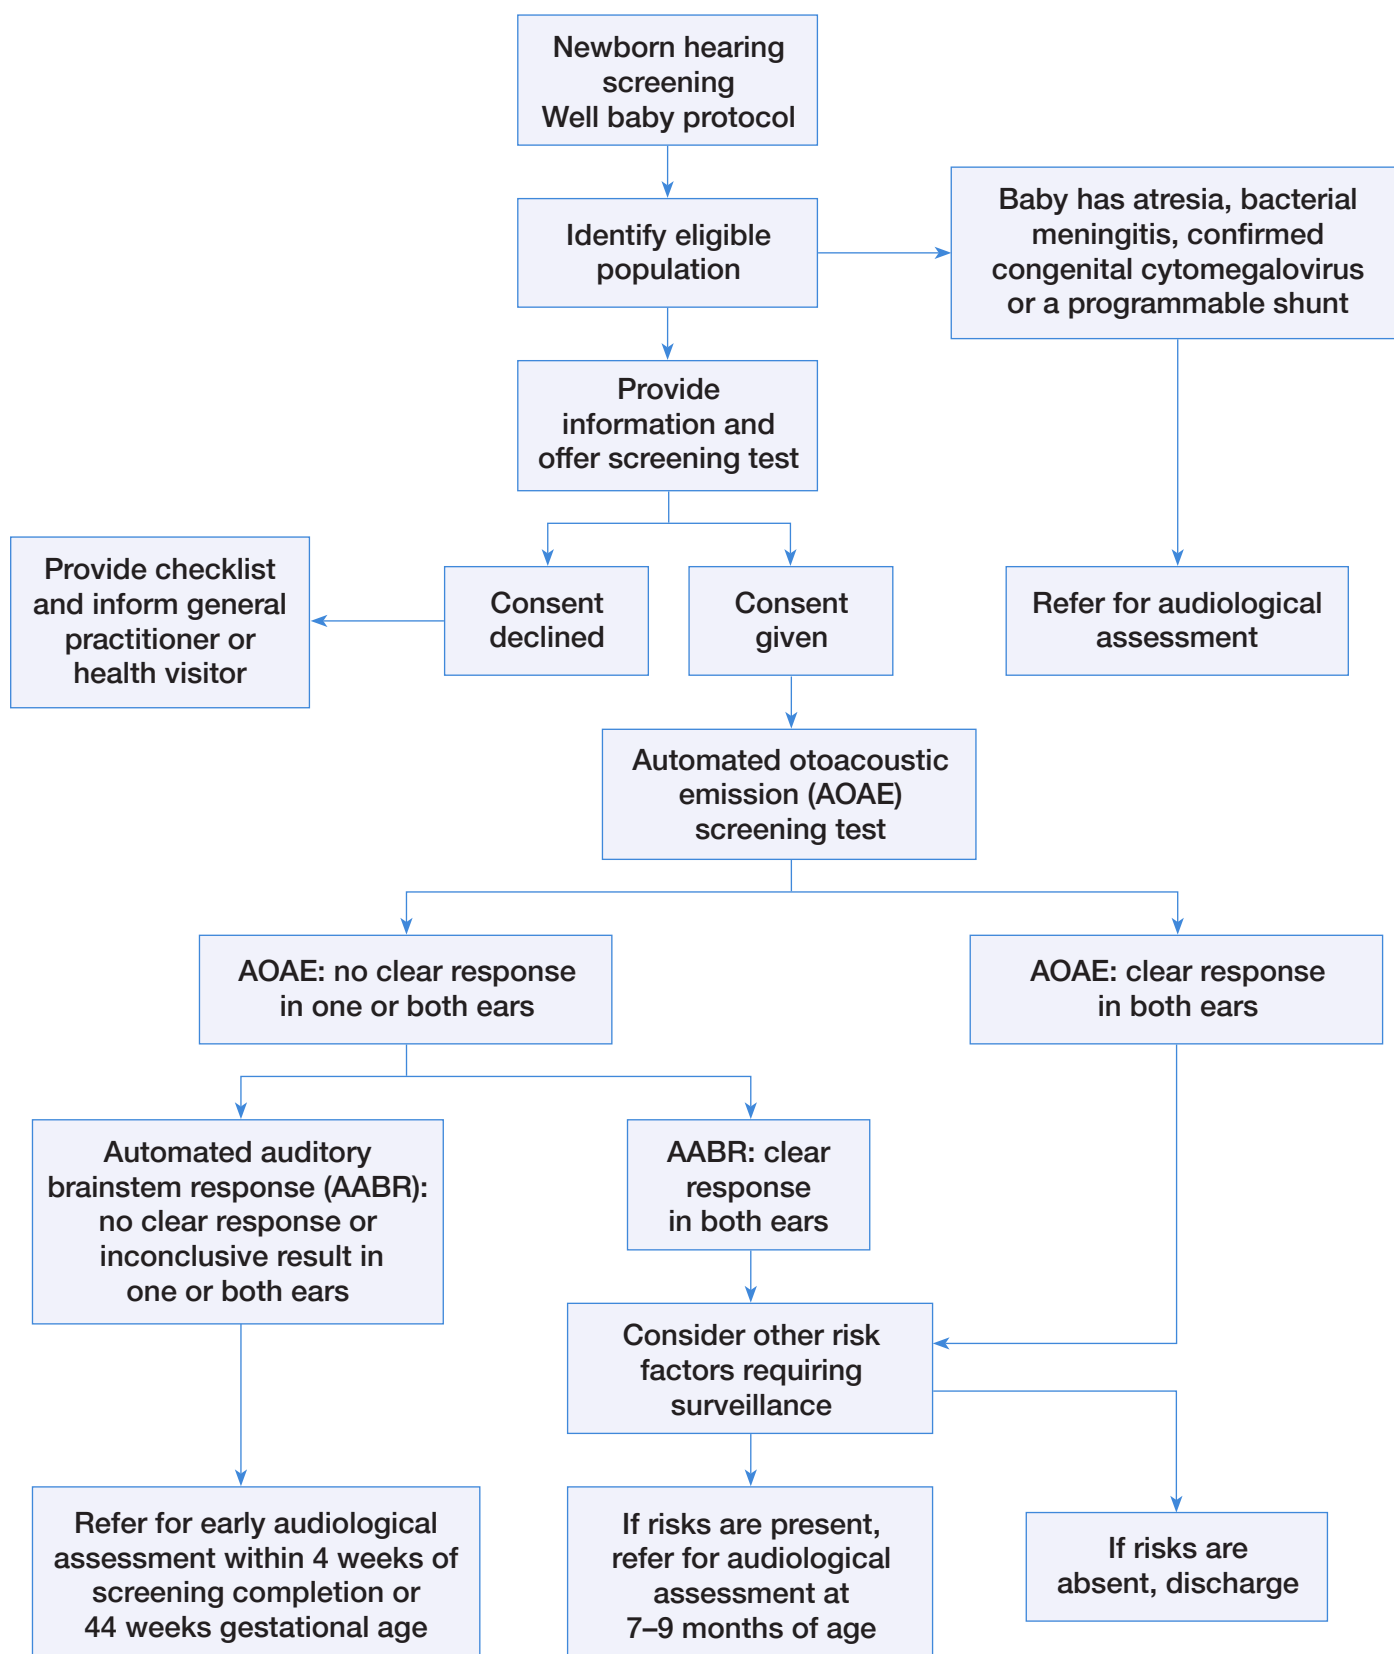 Newborn hearing
screening
Well baby protocol
Identify eligible
population
Baby has atresia, bacterial
meningitis, confirmed
congenital cytomegalovirus
or a programmable shunt
Provide
information and
offer screening test
Provide checklist
and inform general
practitioner or
health visitor
Consent
declined
Consent
given
Refer for audiological
assessment
Automated otoacoustic
emission (AOAE)
screening test
AOAE: no clear response
in one or both ears
AOAE: clear response
in both ears
Automated auditory
brainstem response (AABR):
no clear response or
inconclusive result in
one or both ears
AABR: clear
response
in both ears
Consider other risk
factors requiring
surveillance
Refer for early audiological
assessment within 4 weeks of
screening completion or
44 weeks gestational age
If risks are present,
refer for audiological
assessment at
7–9 months of age
If risks are
absent, discharge